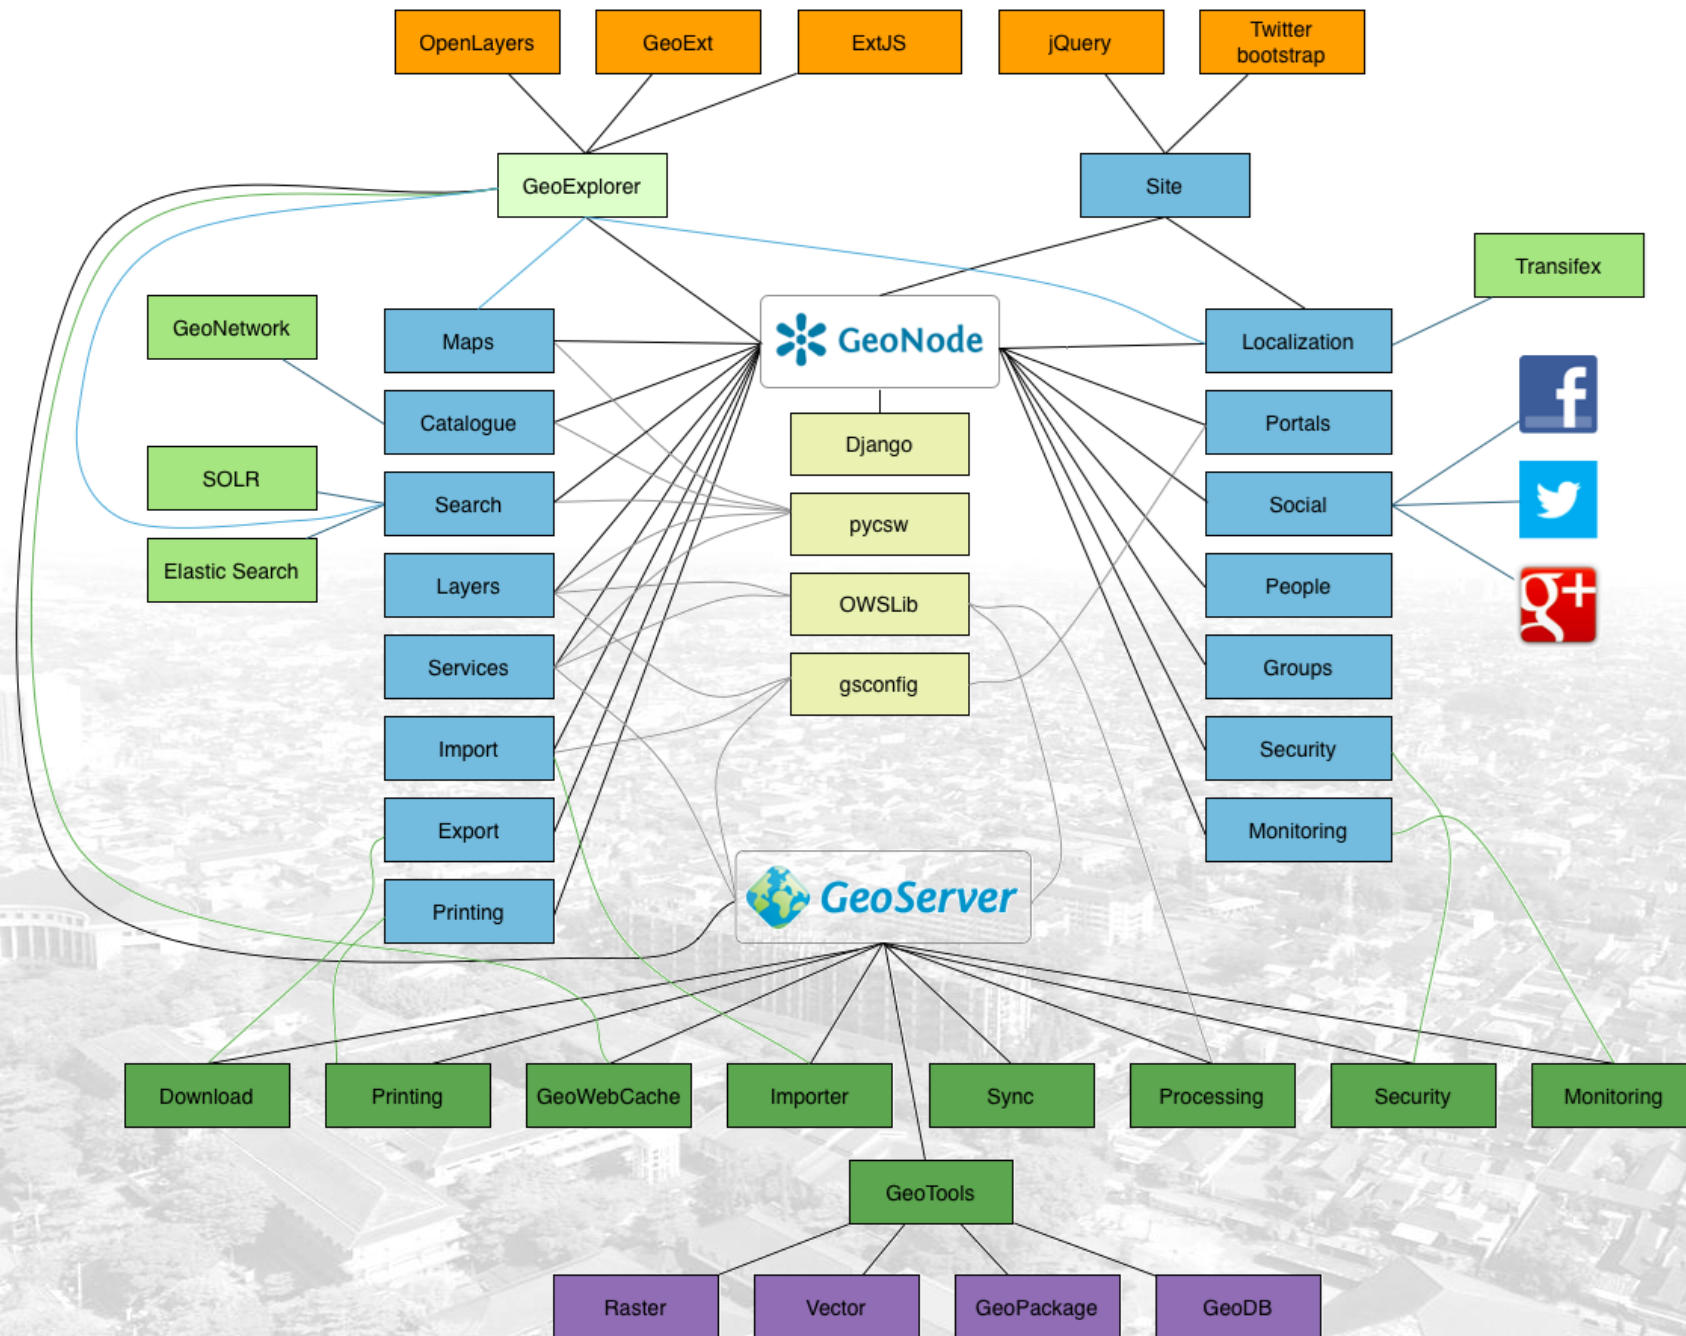 OpenLayers
GeoExt
ExtJS
jQuery
Twitter
bootstrap
GeoExplorer
Site
Transifex
GeoNetwork
Maps
GeoNode
Localization
Catalogue
Django
Portals
SOLR
Search
pycsw
Social
Elastic Search
Layers
OWSLib
People
Services
gsconfig
Groups
Import
Security
Export
Monitoring
Printing
GeoServer
f
g+
Download
Printing
GeoWebCache
Importer
Sync
Processing
Security
Monitoring
GeoTools
Raster
Vector
GeoPackage
GeoDB